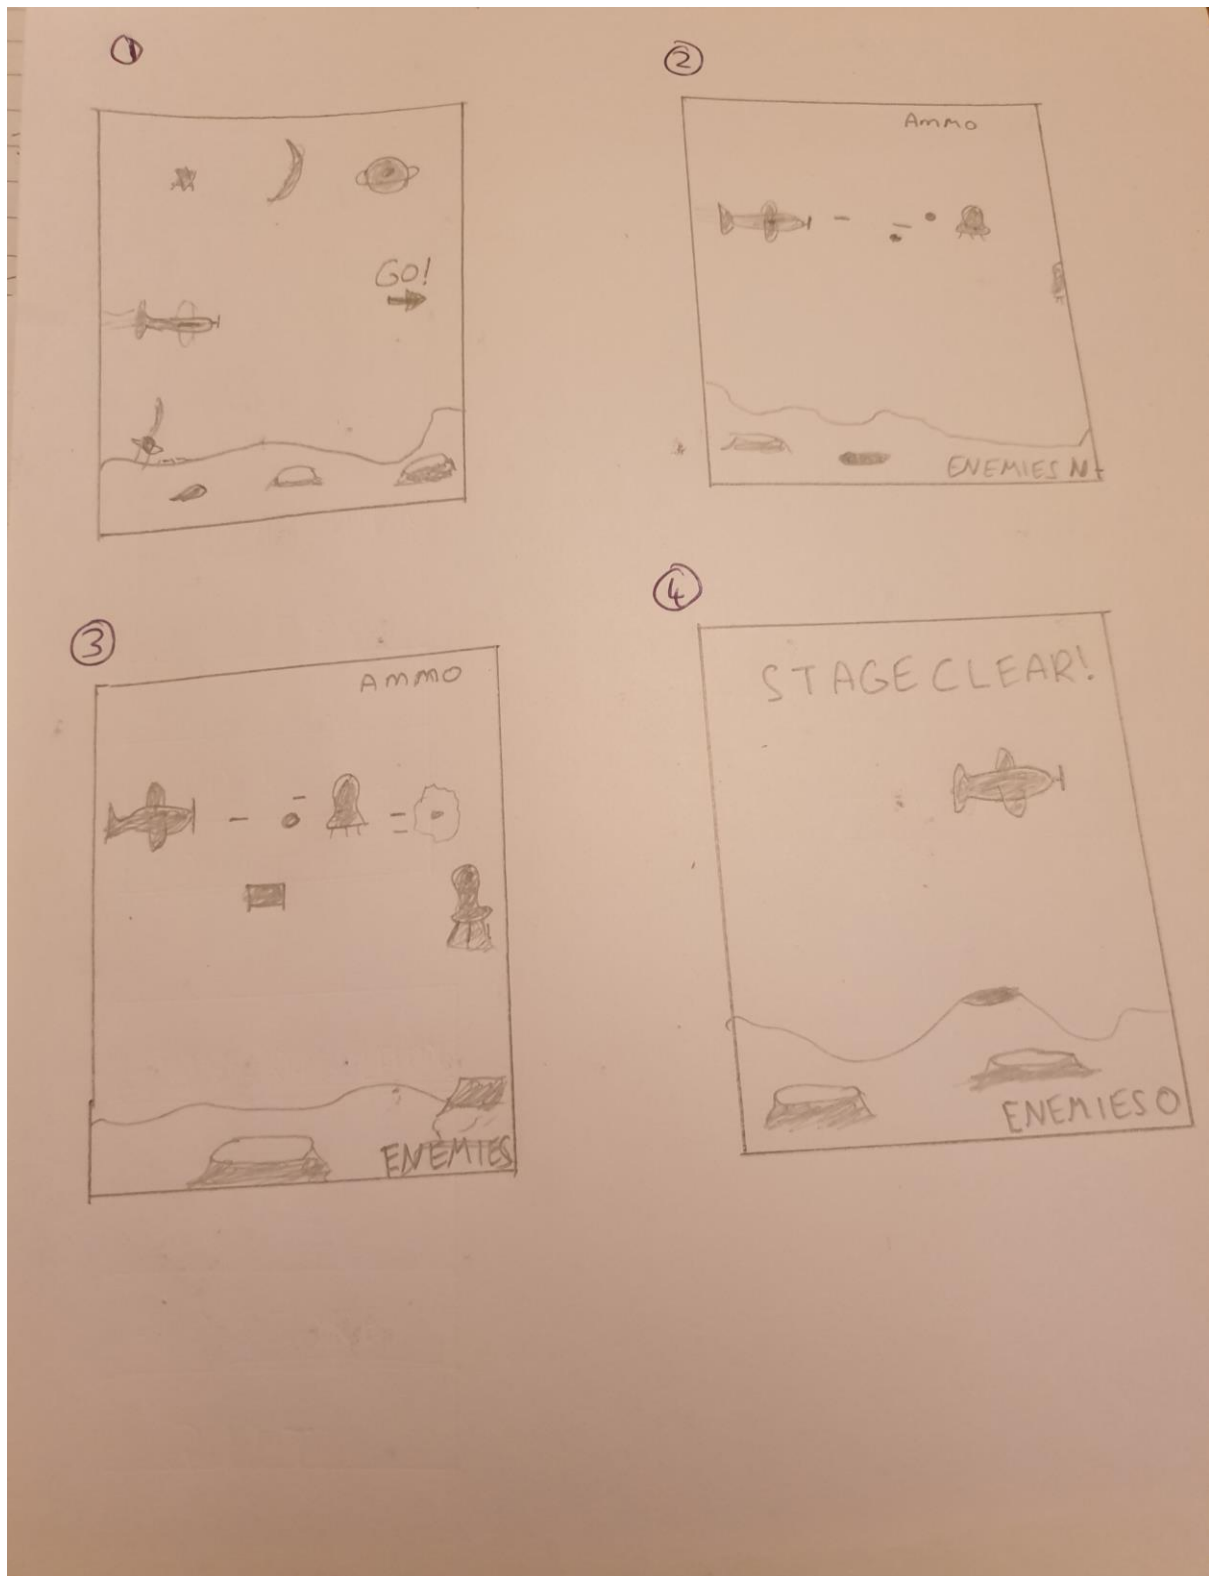 ①
②
GO!
AMMO
ENEMIES N
③
④
AMMO
ENEMIES
STAGE CLEAR!
ENEMIES 0